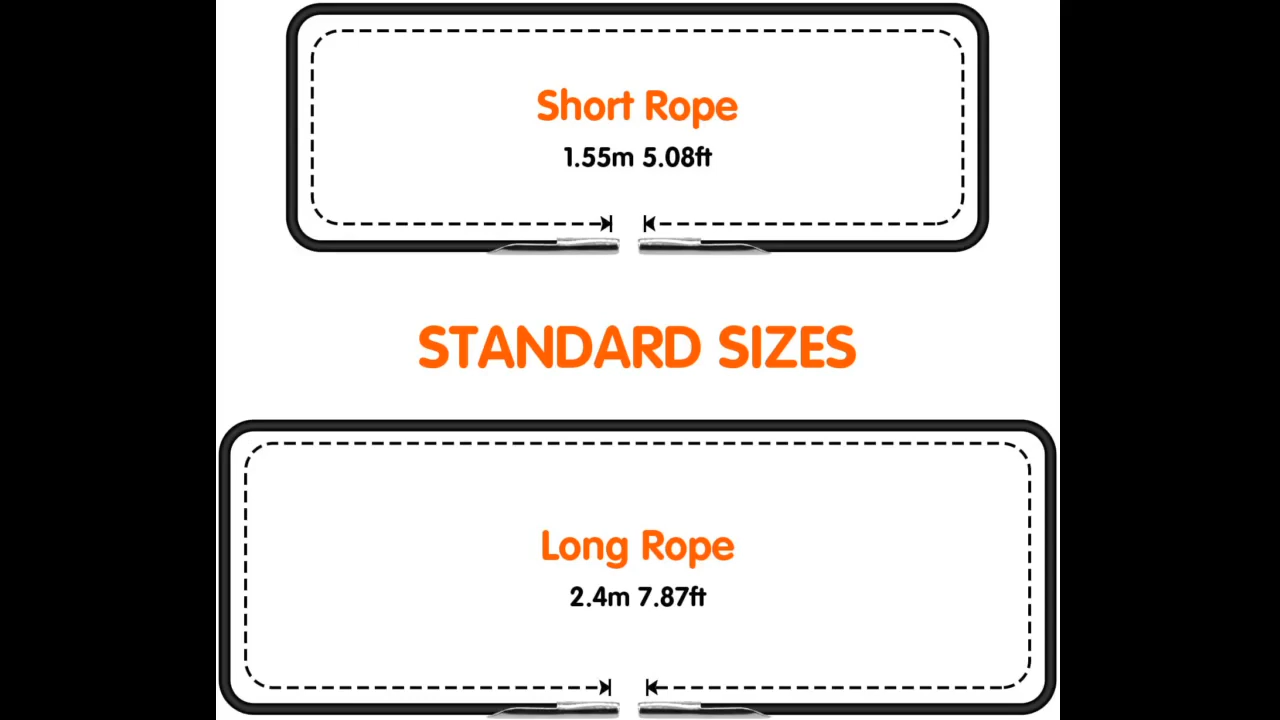 Short Rope
1.55m 5.08ft
STANDARD SIZES
Long Rope
2.4m 7.87ft